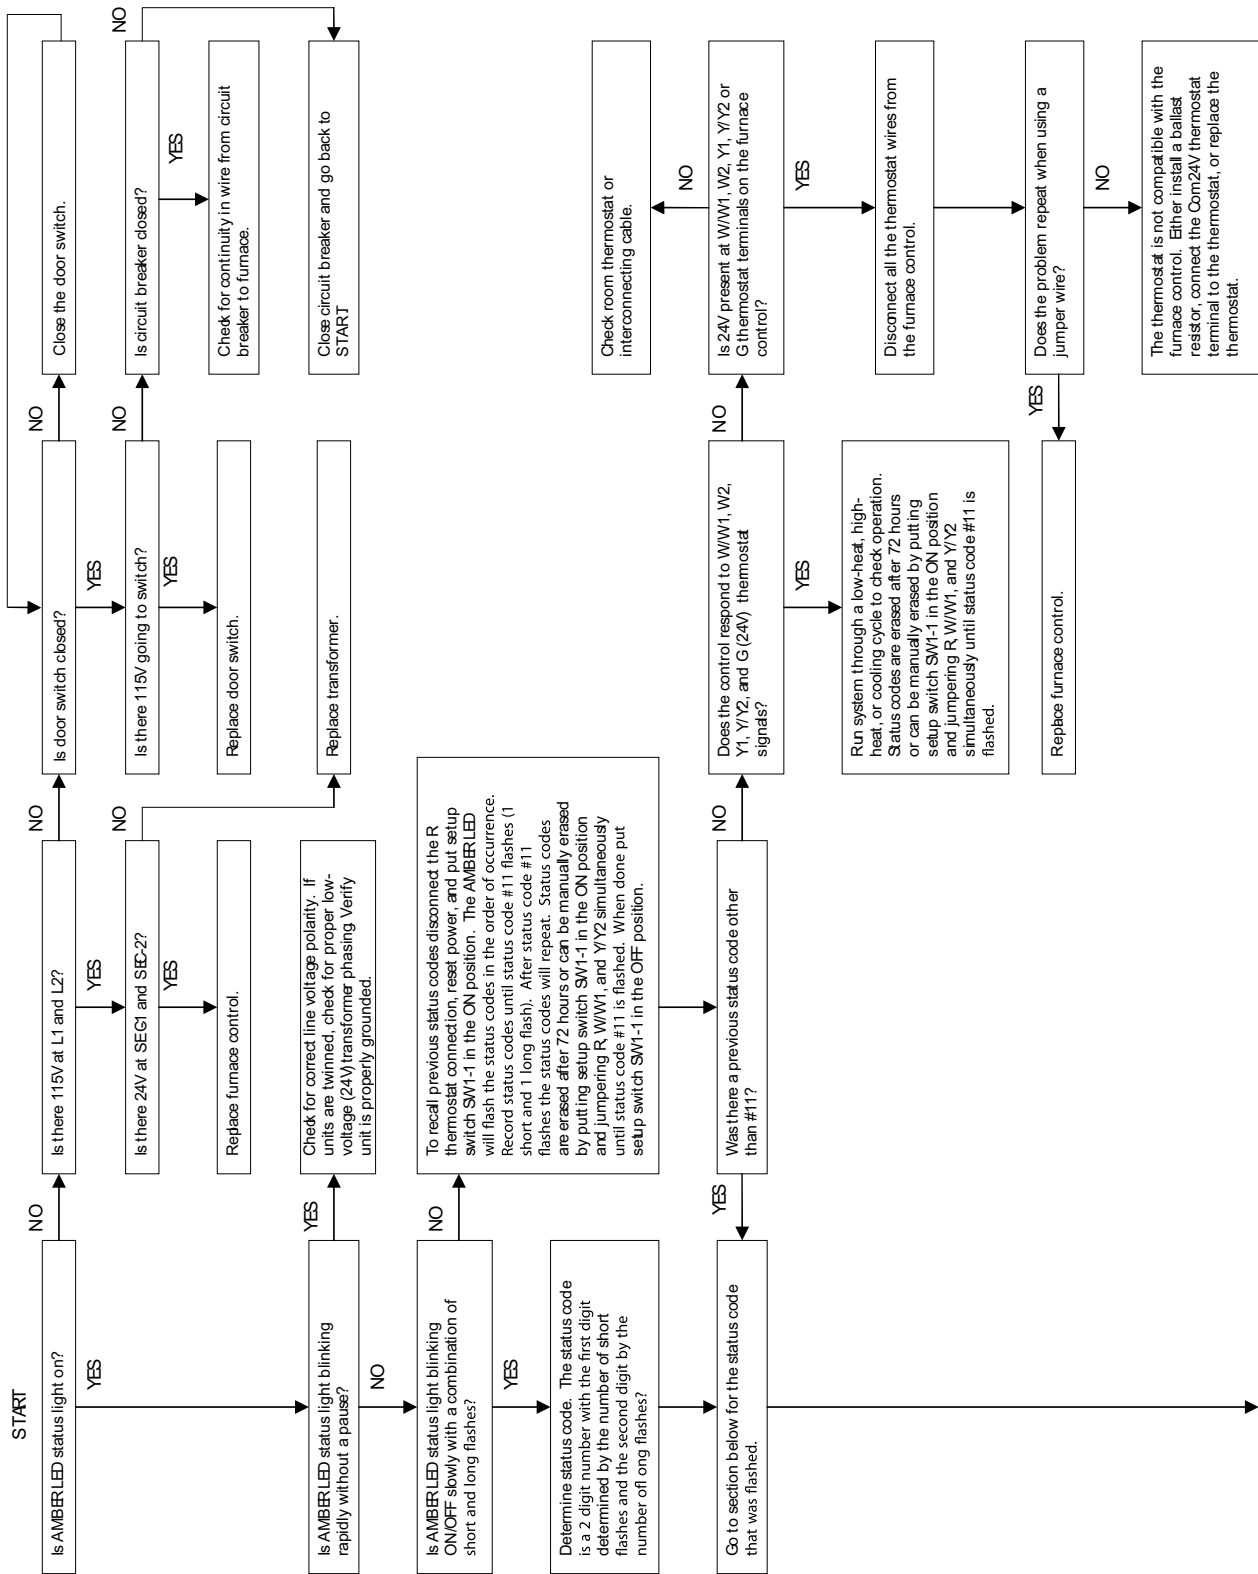 START
Is AMBER LED status light on?
NO
YES
Is there 115V at L1 and L2?
NO
YES
Is door switch closed?
NO
YES
Close the door switch.
Is there 24V at SEC-1 and SEC-2?
NO
YES
Is there 115V going to switch?
NO
YES
Is circuit breaker closed?
NO
YES
Replace furnace control.
Replace door switch.
Check for continuity in wire from circuit
breaker to furnace.
Is AMBER LED status light blinking
rapidly without a pause?
YES
NO
Check for correct line voltage polarity. If
units are twinned, check for proper low-
voltage (24V) transformer phasing. Verify
unit is properly grounded.
Replace transformer.
Close circuit breaker and go back to
START
Is AMBER LED status light blinking
ON/OFF slowly with a combination of
short and long flashes?
NO
YES
To recall previous status codes disconnect the R
thermostat connection, reset power, and put setup
switch SW1-1 in the ON position. The AMBER LED
will flash the status codes in the order of occurrence.
Record status codes until status code #11 flashes (1
short and 1 long flash). After status code #11
flashes the status codes will repeat. Status codes
are erased after 72 hours or can be manually erased
by putting setup switch SW1-1 in the ON position
and jumpering R, W/W1, and Y/Y2 simultaneously
until status code #11 is flashed. When done put
setup switch SW1-1 in the OFF position.
Determine status code. The status code
is a 2 digit number with the first digit
determined by the number of short
flashes and the second digit by the
number of l ong flashes?
Go to section below for the status code
that was flashed.
YES
Was there a previous status code other
than #11?
NO
Does the control respond to W/W1, W2,
Y1, Y/Y2, and G (24V) thermostat
signals?
NO
YES
Is 24V present at W/W1, W2, Y1, Y/Y2 or
G thermostat terminals on the furnace
control?
NO
YES
Check room thermostat or
interconnecting cable.
Run system through a low-heat, high-
heat, or cooling cycle to check operation.
Status codes are erased after 72 hours
or can be manually erased by putting
setup switch SW1-1 in the ON position
and jumpering R, W/W1, and Y/Y2
simultaneously until status code #11 is
flashed.
Disconnect all the thermostat wires from
the furnace control.
Does the problem repeat when using a
jumper wire?
YES
NO
Replace furnace control.
The thermostat is not compatible with the
furnace control. Either install a ballast
resistor, connect the Com24V thermostat
terminal to the thermostat, or replace the
thermostat.